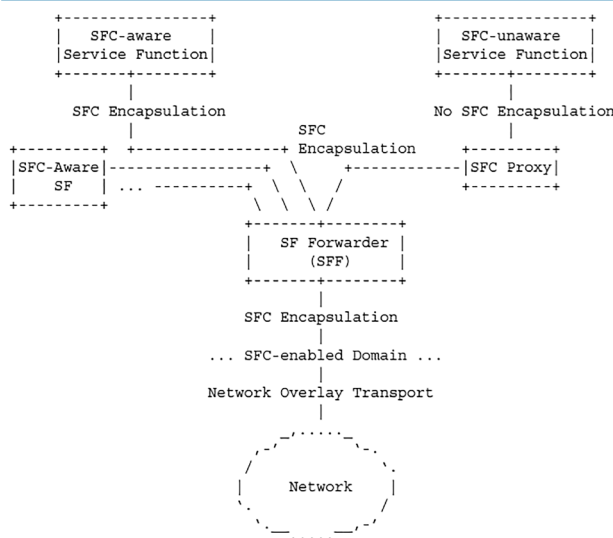 SFC-aware
Service Function
SFC-unaware
Service Function
SFC Encapsulation
No SFC Encapsulation
SFC
Encapsulation
SFC-Aware
SF
...
SFC Proxy
SF Forwarder
(SFF)
SFC Encapsulation
... SFC-enabled Domain ...
Network Overlay Transport
Network